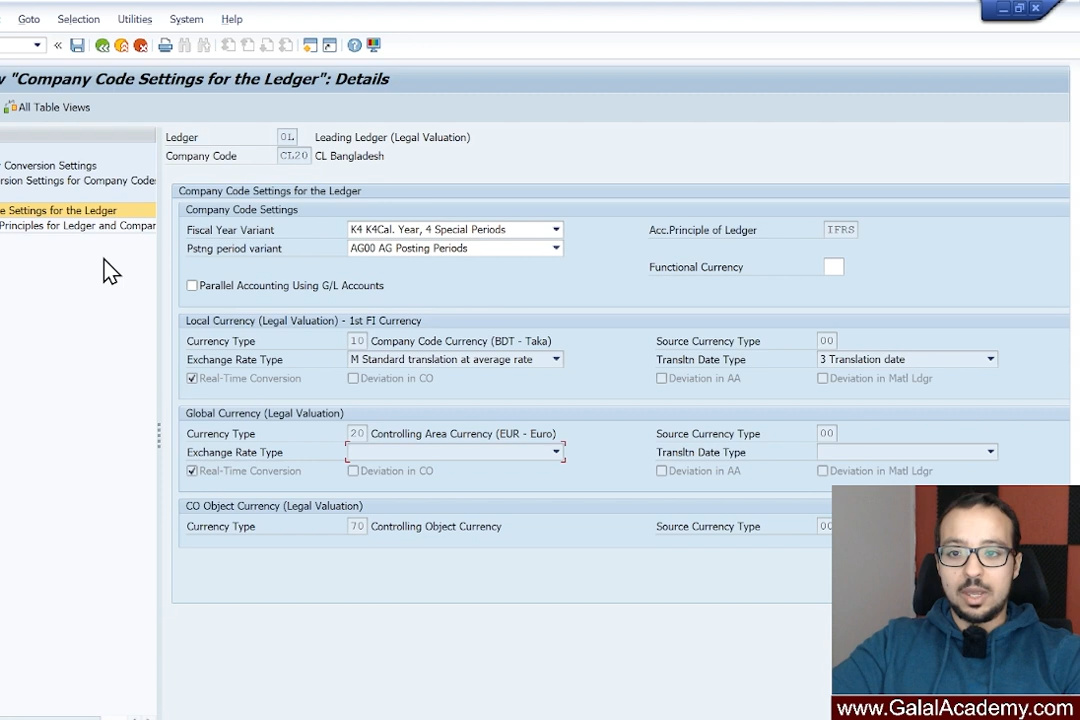 Goto Selection Utilities System Help
"Company Code Settings for the Ledger": Details
All Table Views
Conversion Settings
Settings for Company Code
Settings for the Ledger
Principles for Ledger and
Ledger 0L Leading Ledger (Legal Valuation)
Company Code CL20 CL Bangladesh
Company Code Settings for the Ledger
Company Code Settings
Fiscal Year Variant K4 K4Cal. Year, 4 Special Periods Acc.Principle of Ledger IFRS
Pstng period variant AG00 AG Posting Periods
Functional Currency
Parallel Accounting Using G/L Accounts
Local Currency (Legal Valuation) - 1st FI Currency
Currency Type 10 Company Code Currency (BDT - Taka) Source Currency Type 00
Exchange Rate Type M Standard translation at average rate Transltn Date Type 3 Translation date
Real-Time Conversion Deviation in CO Deviation in AA Deviation in Matl Ldgr
Global Currency (Legal Valuation)
Currency Type 20 Controlling Area Currency (EUR - Euro) Source Currency Type 00
Exchange Rate Type Transltn Date Type
Real-Time Conversion Deviation in CO Deviation in AA Deviation in Matl Ldgr
CO Object Currency (Legal Valuation)
Currency Type 70 Controlling Object Currency Source Currency Type 00
www.GalalAcademy.com